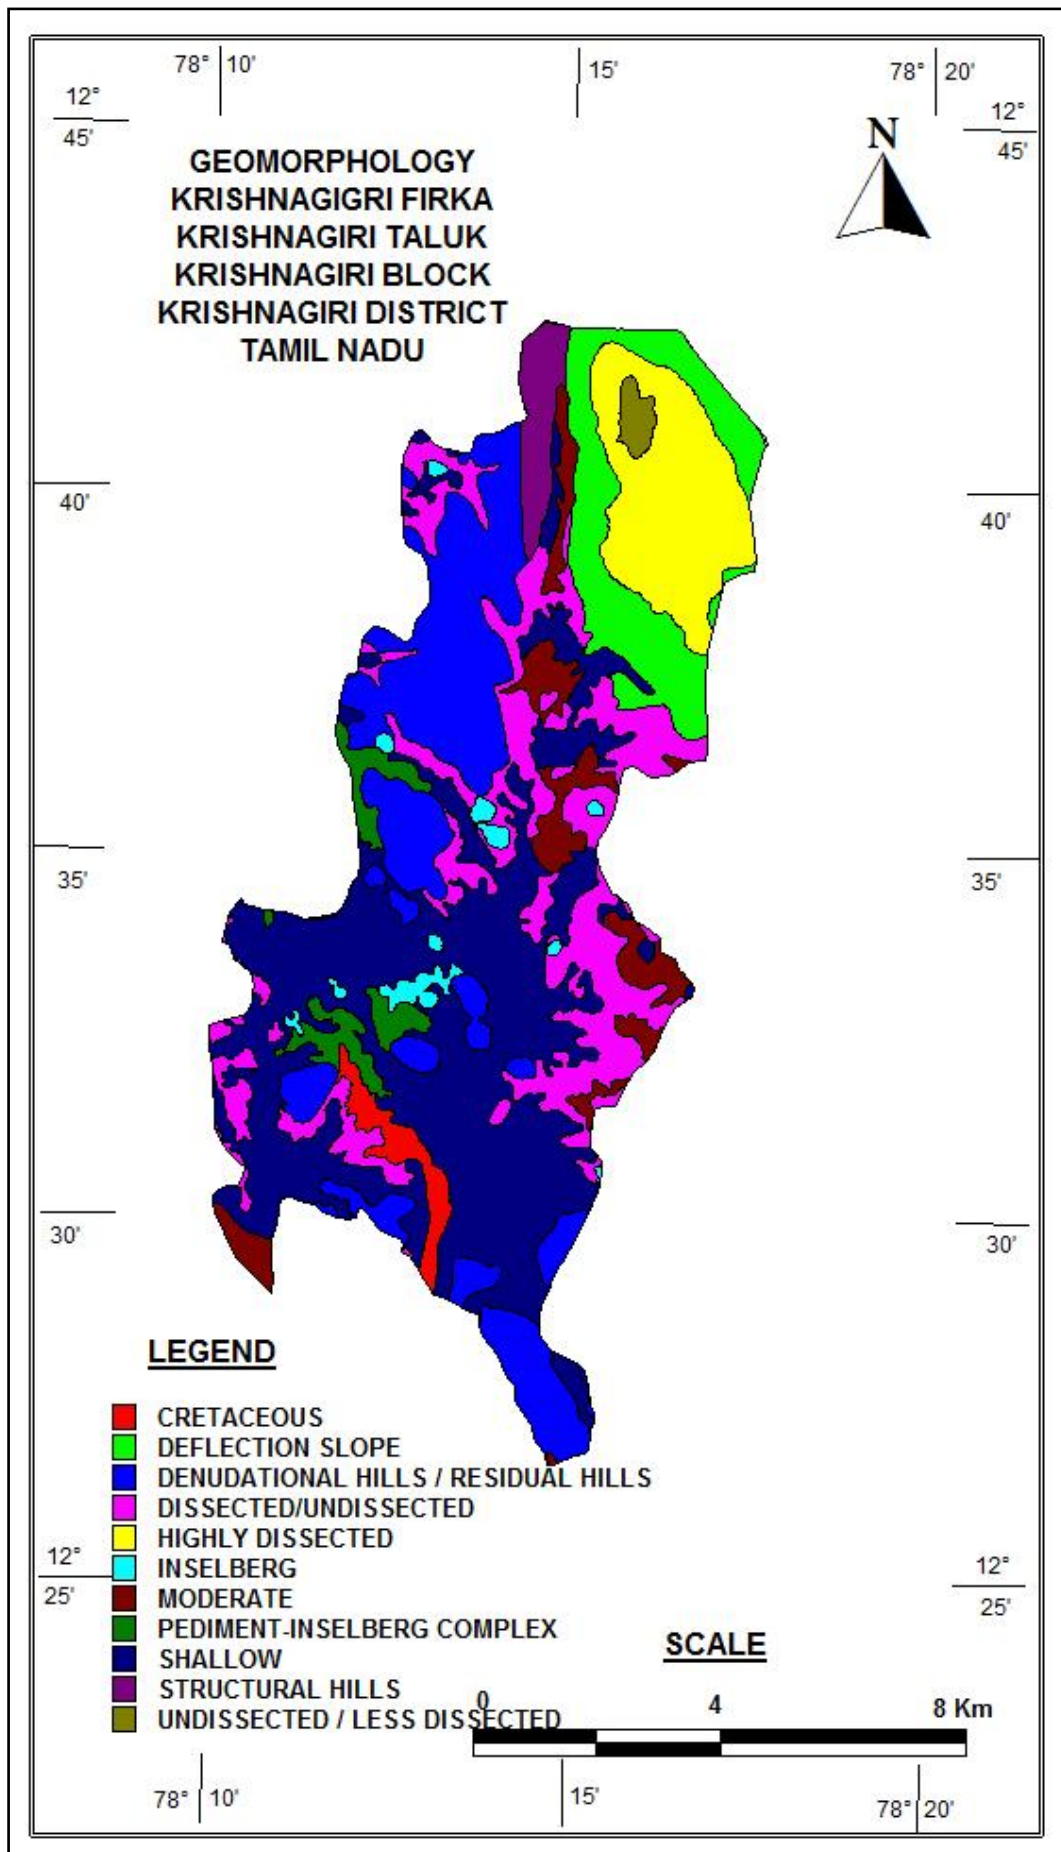 78° 10' 15' 78° 20'
12° 12°
45' 45'
N
GEOMORPHOLOGY
KRISHNAGIGRI FIRKA
KRISHNAGIRI TALUK
KRISHNAGIRI BLOCK
KRISHNAGIRI DISTRICT
TAMIL NADU
40' 40'
35' 35'
30' 30'
LEGEND
CRETACEOUS
DEFLECTION SLOPE
DENUDATIONAL HILLS / RESIDUAL HILLS
DISSECTED/UNDISSECTED
HIGHLY DISSECTED
INSELBERG
MODERATE
PEDIMENT-INSELBERG COMPLEX
SHALLOW
STRUCTURAL HILLS
UNDISSECTED / LESS DISSECTED
12° 12°
25' 25'
SCALE
0 4 8 Km
78° 10' 15' 78° 20'